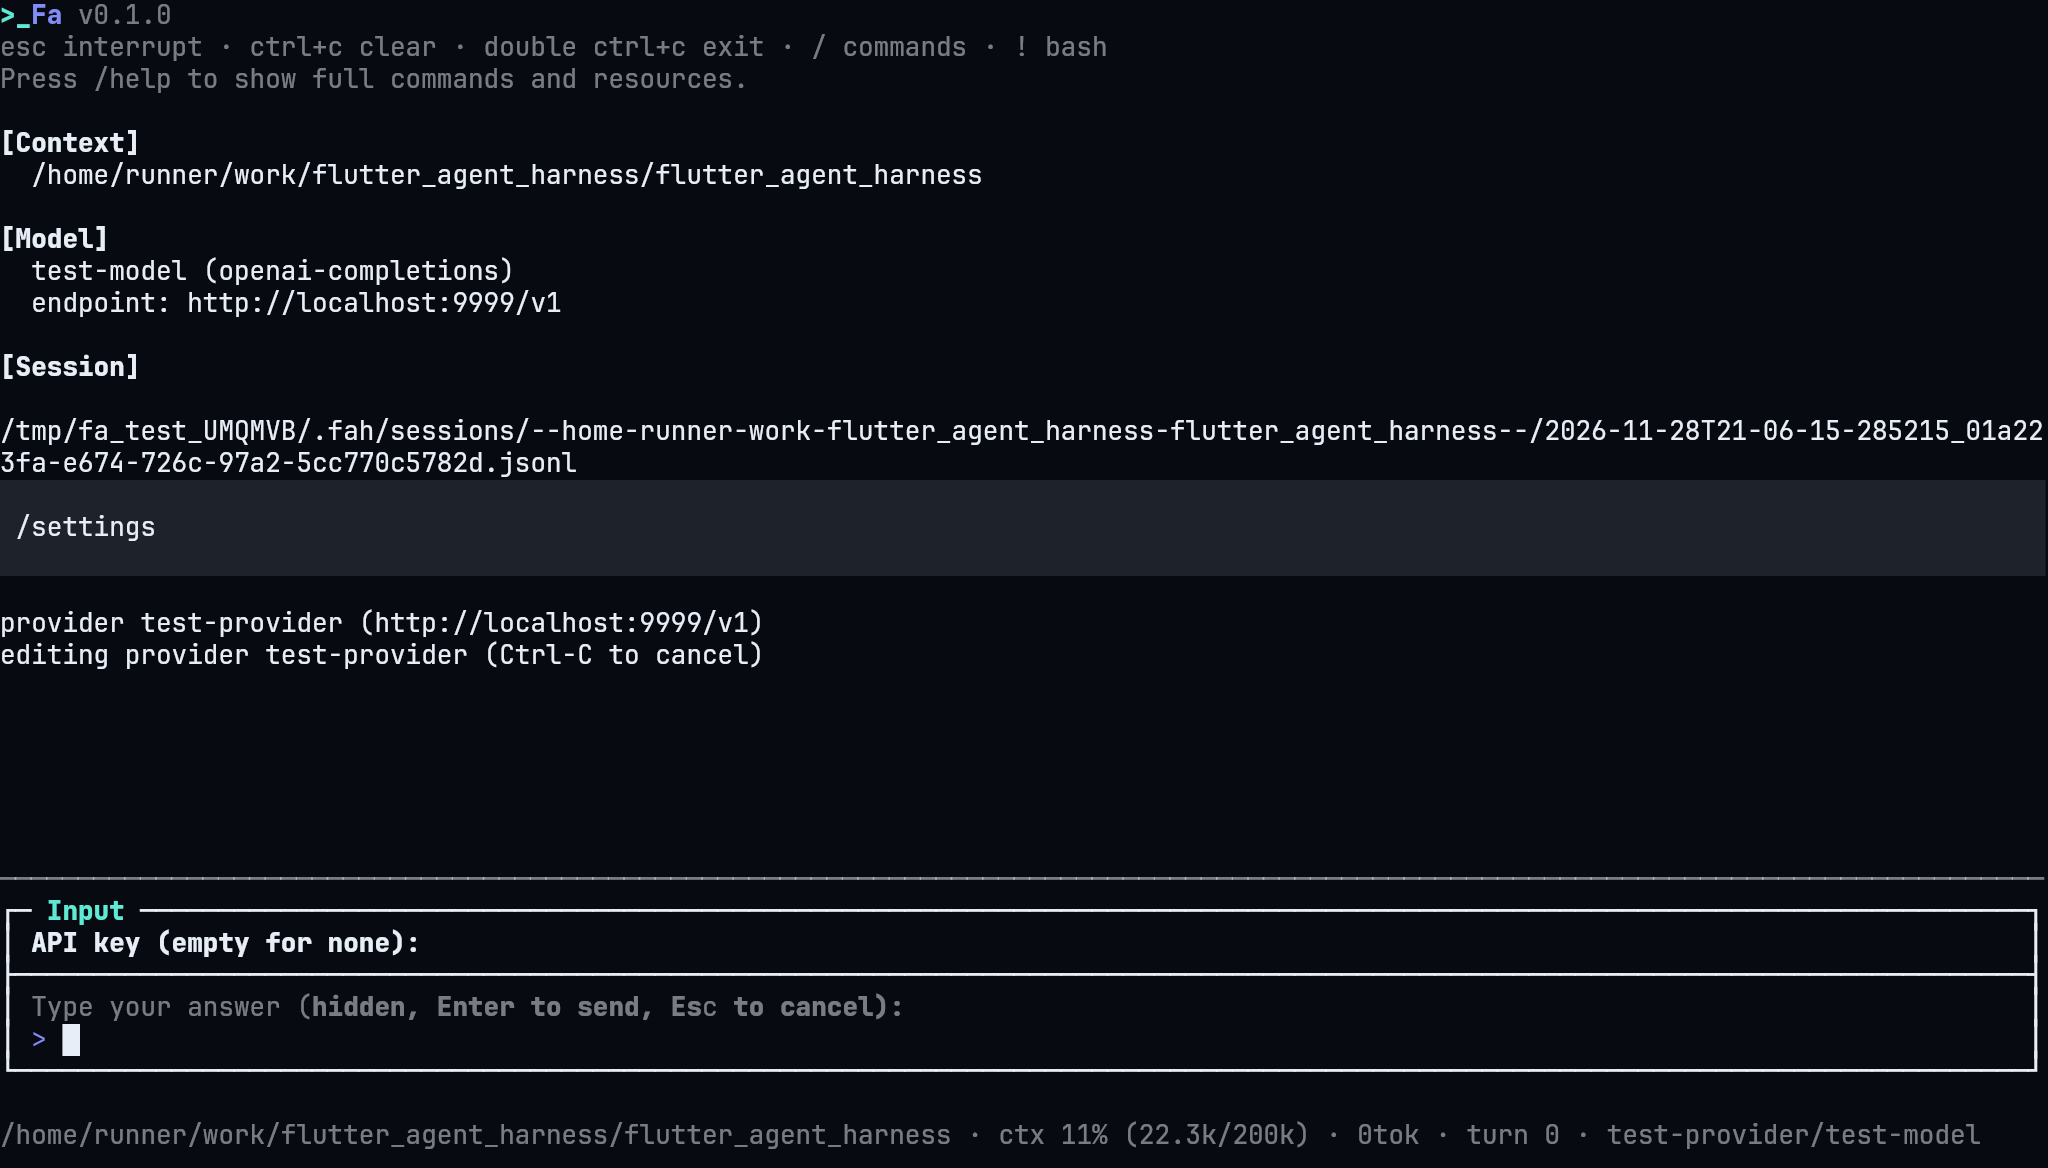 >_Fa v0.1.0
esc interrupt · ctrl+c clear · double ctrl+c exit · / commands · ! bash
Press /help to show full commands and resources.
[Context]
/home/runner/work/flutter_agent_harness/flutter_agent_harness
[Model]
test-model (openai-completions)
endpoint: http://localhost:9999/v1
[Session]
/tmp/fa_test_UMQMVB/.fah/sessions/--home-runner-work-flutter_agent_harness-flutter_agent_harness--/2026-11-28T21-06-15-285215_01a22
3fa-e674-726c-97a2-5cc770c5782d.jsonl
/settings
provider test-provider (http://localhost:9999/v1)
editing provider test-provider (Ctrl-C to cancel)
Input
API key (empty for none):
Type your answer (hidden, Enter to send, Esc to cancel):
>
/home/runner/work/flutter_agent_harness/flutter_agent_harness · ctx 11% (22.3k/200k) · 0tok · turn 0 · test-provider/test-model